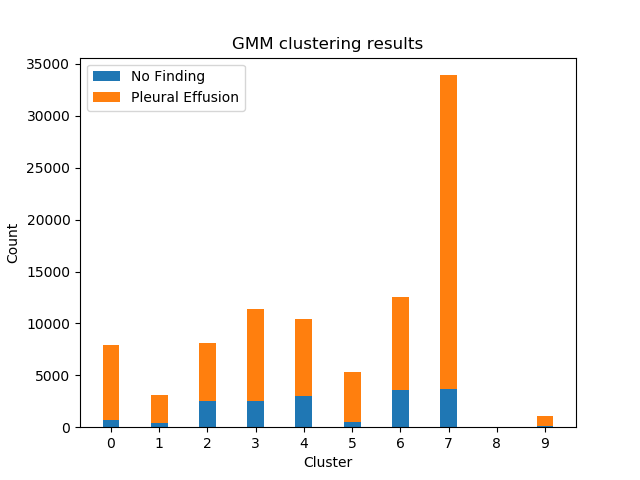 GMM clustering results
No Finding
Pleural Effusion
35000
30000
25000
20000
15000
10000
5000
0
Count
0 1 2 3 4 5 6 7 8 9
Cluster